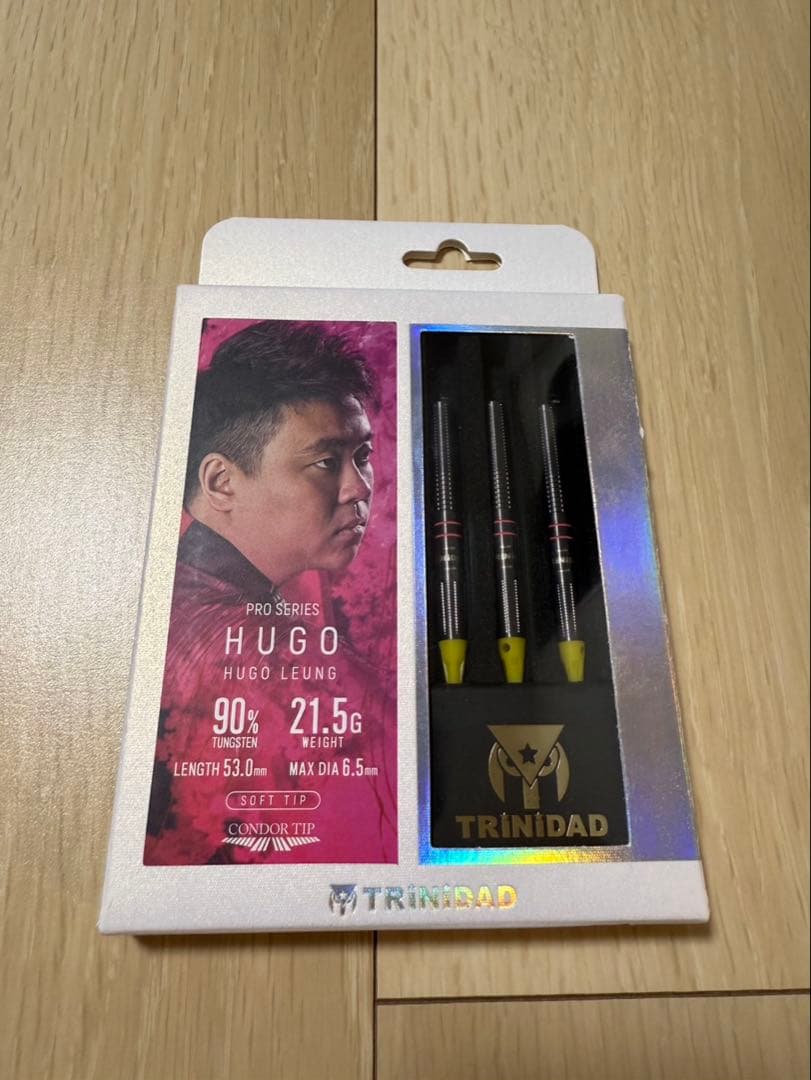 PRO SERIES
HUGO
HUGO LEUNG
90% 21.5G
TUNGSTEN WEIGHT
LENGTH 53.0mm MAX DIA 6.5mm
SOFT TIP
CONDOR TIP
TRiNiDAD
TRiNiDAD